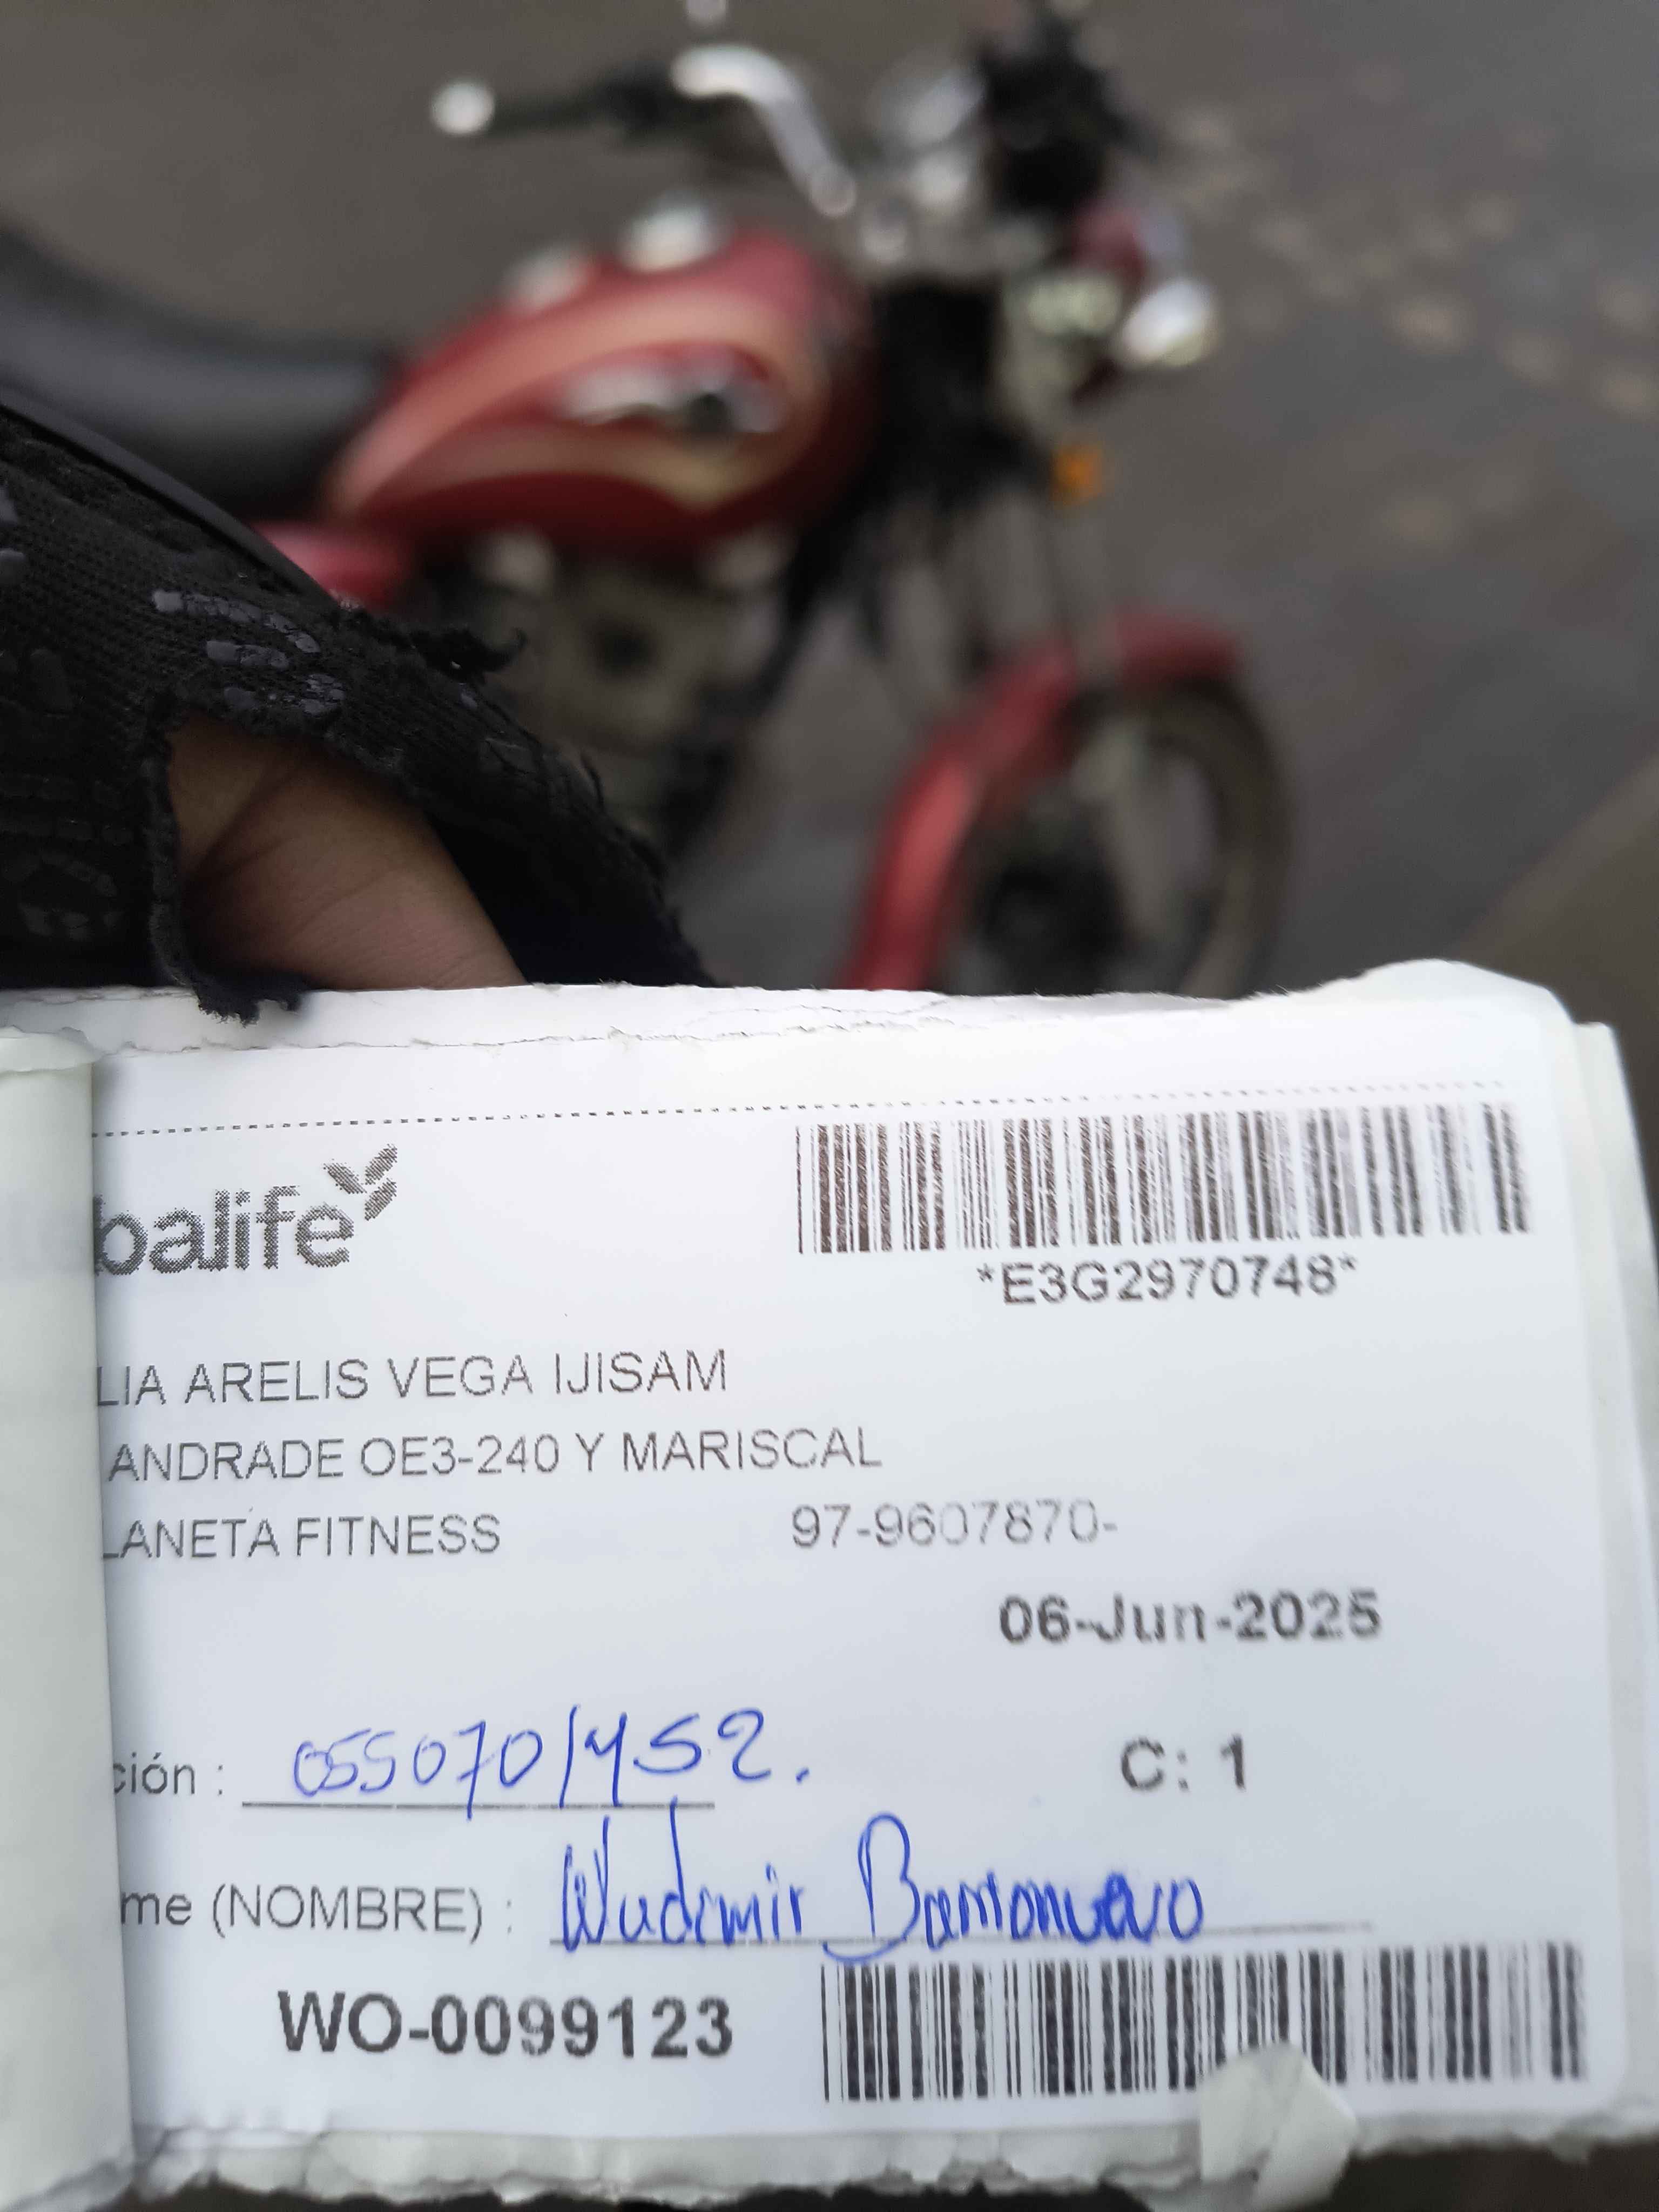 balife
*E3G2970748*
LIA ARELIS VEGA IJISAM
ANDRADE OE3-240 Y MARISCAL
LANETA FITNESS 97-9607870-
06-Jun-2025
ción : 0550701452.
C: 1
me (NOMBRE) : Wladimir Barrionuevo
WO-0099123